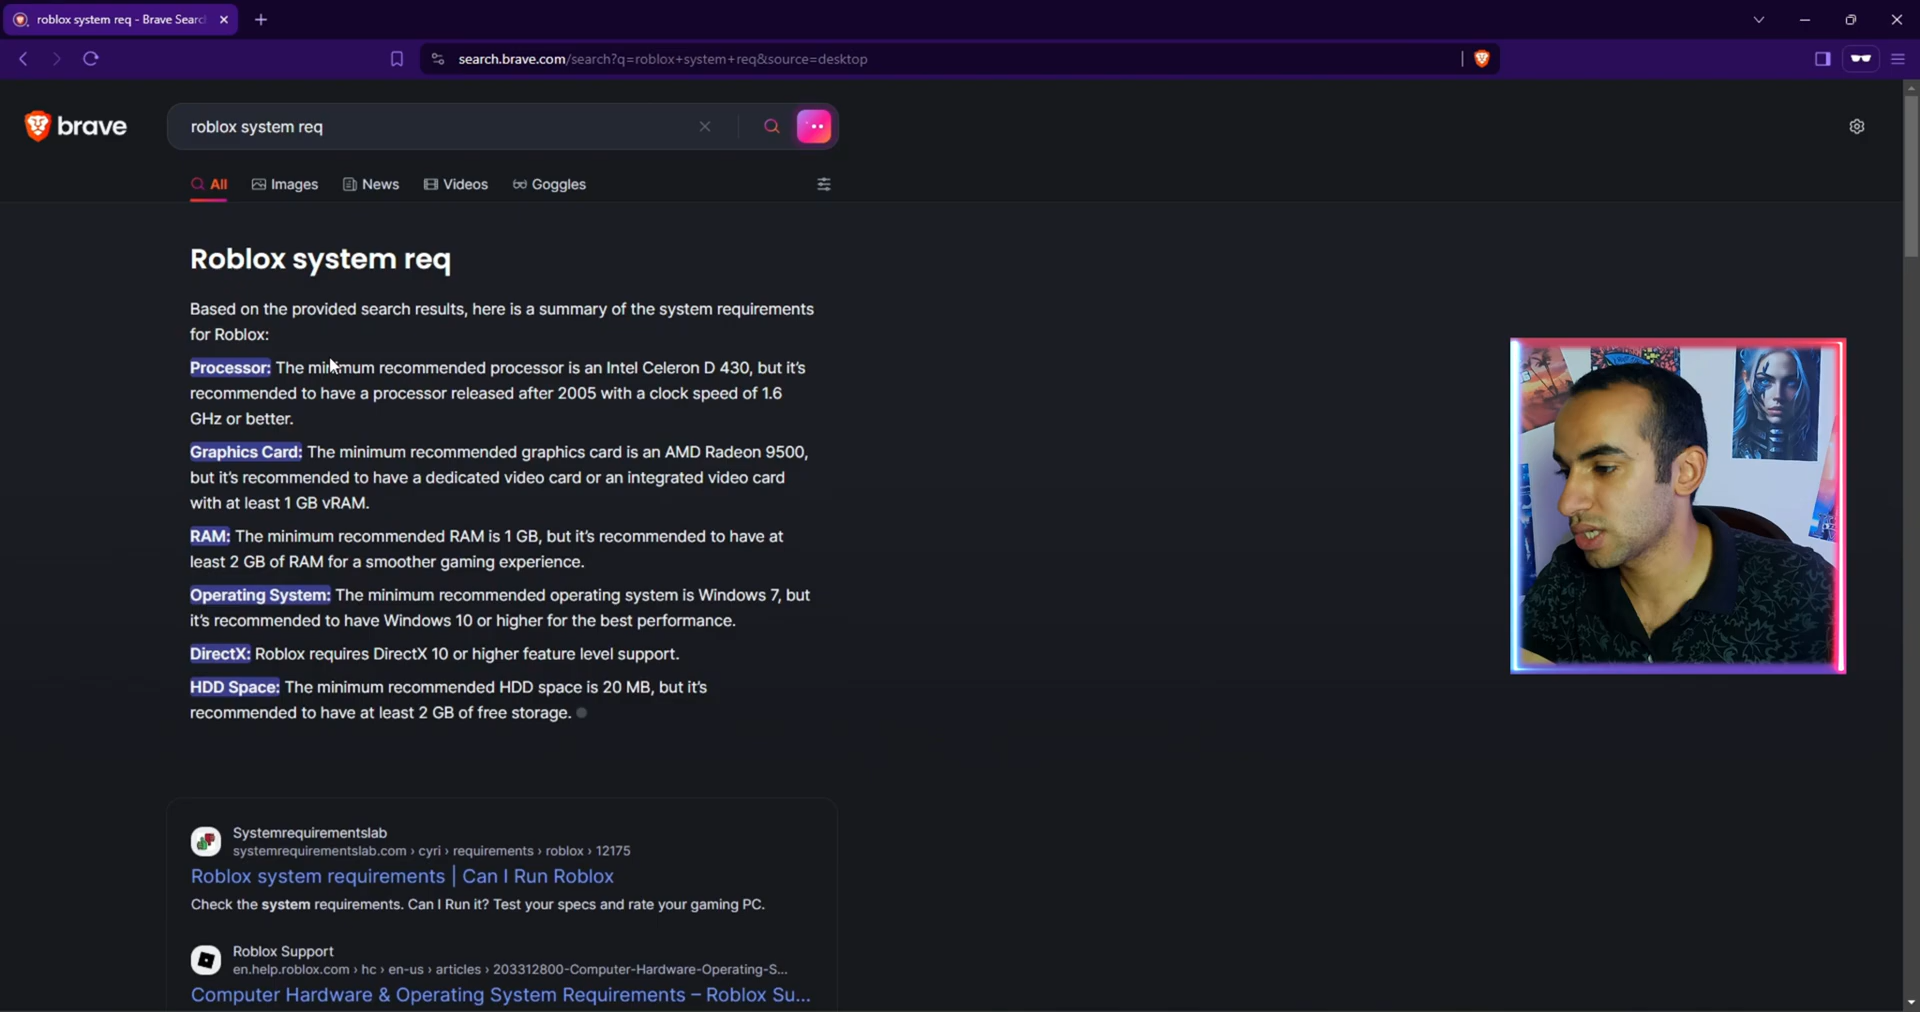 roblox system req - Brave Searc
search.brave.com/search?q=roblox+system+req&source=desktop
brave
roblox system req
All Images News Videos Goggles
Roblox system req
Based on the provided search results, here is a summary of the system requirements
for Roblox:
Processor: The minimum recommended processor is an Intel Celeron D 430, but it's
recommended to have a processor released after 2005 with a clock speed of 1.6
GHz or better.
Graphics Card: The minimum recommended graphics card is an AMD Radeon 9500,
but it's recommended to have a dedicated video card or an integrated video card
with at least 1 GB vRAM.
RAM: The minimum recommended RAM is 1 GB, but it's recommended to have at
least 2 GB of RAM for a smoother gaming experience.
Operating System: The minimum recommended operating system is Windows 7, but
it's recommended to have Windows 10 or higher for the best performance.
DirectX: Roblox requires DirectX 10 or higher feature level support.
HDD Space: The minimum recommended HDD space is 20 MB, but it's
recommended to have at least 2 GB of free storage.
Systemrequirementslab
systemrequirementslab.com › cyri › requirements › roblox › 12175
Roblox system requirements | Can I Run Roblox
Check the system requirements. Can I Run it? Test your specs and rate your gaming PC.
Roblox Support
en.help.roblox.com › hc › en-us › articles › 203312800-Computer-Hardware-Operating-S...
Computer Hardware & Operating System Requirements – Roblox Su...